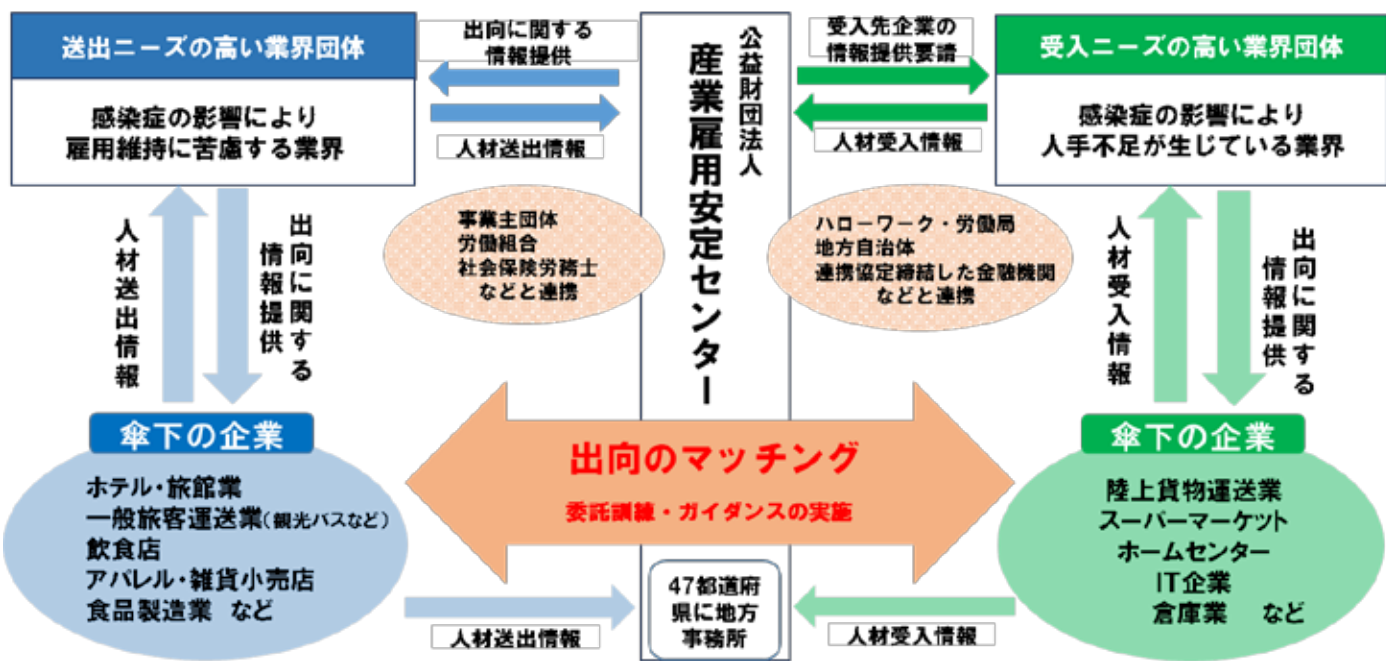 送出ニーズの高い業界団体
感染症の影響により
雇用維持に苦慮する業界
出向に関する
情報提供
人材送出情報
公益財団法人
産業雇用安定センター
受入先企業の
情報提供要請
人材受入情報
受入ニーズの高い業界団体
感染症の影響により
人手不足が生じている業界
事業主団体
労働組合
社会保険労務士
などと連携
ハローワーク・労働局
地方自治体
連携協定締結した金融機関
などと連携
人材送出情報
出向に関する
情報提供
人材受入情報
出向に関する
情報提供
傘下の企業
ホテル・旅館業
一般旅客運送業(観光バスなど)
飲食店
アパレル・雑貨小売店
食品製造業 など
出向のマッチング
委託訓練・ガイダンスの実施
傘下の企業
陸上貨物運送業
スーパーマーケット
ホームセンター
IT企業
倉庫業 など
人材送出情報
47都道府
県に地方
事務所
人材受入情報